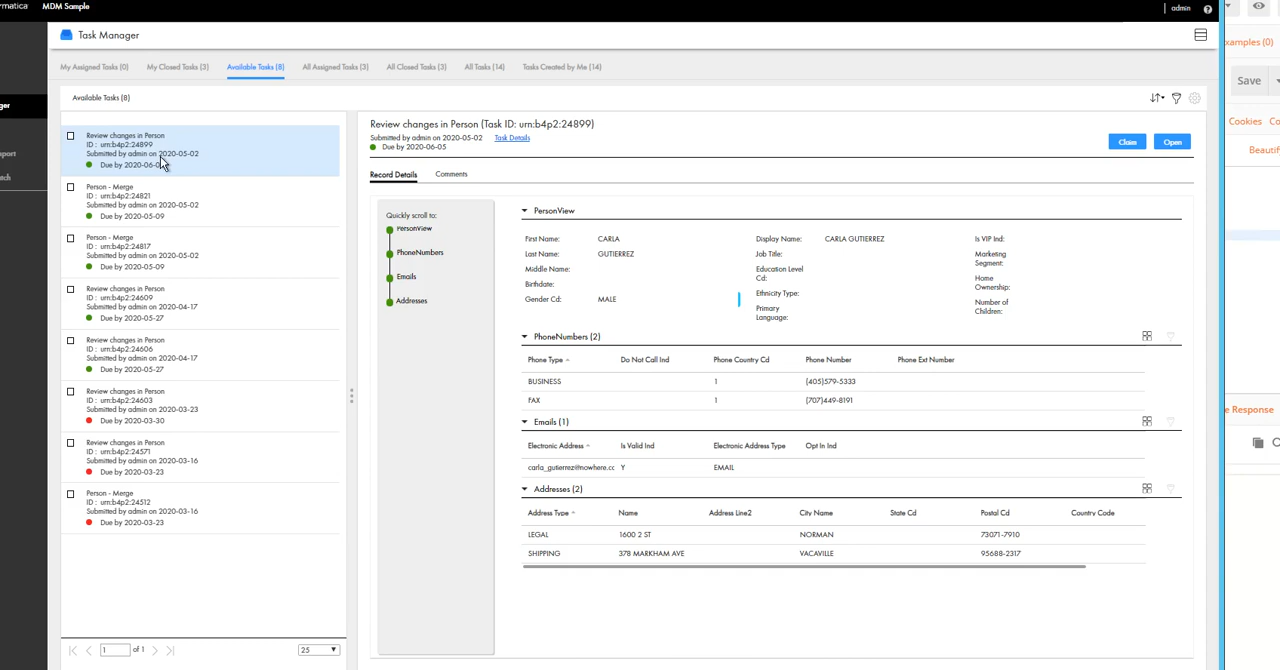 rmatica MDM Sample admin
Task Manager
My Assigned Tasks (0) My Closed Tasks (3) Available Tasks (8) All Assigned Tasks (3) All Closed Tasks (3) All Tasks (14) Tasks Created by Me (14)
Available Tasks (8)
Review changes in Person
ID : urn:b4p2:24899
Submitted by admin on 2020-05-02
Due by 2020-06-0
Person - Merge
ID : urn:b4p2:24821
Submitted by admin on 2020-05-02
Due by 2020-05-09
Person - Merge
ID : urn:b4p2:24817
Submitted by admin on 2020-05-02
Due by 2020-05-09
Review changes in Person
ID : urn:b4p2:24609
Submitted by admin on 2020-04-17
Due by 2020-05-27
Review changes in Person
ID : urn:b4p2:24606
Submitted by admin on 2020-04-17
Due by 2020-05-27
Review changes in Person
ID : urn:b4p2:24603
Submitted by admin on 2020-03-23
Due by 2020-03-30
Review changes in Person
ID : urn:b4p2:24571
Submitted by admin on 2020-03-16
Due by 2020-03-23
Person - Merge
ID : urn:b4p2:24512
Submitted by admin on 2020-03-16
Due by 2020-03-23
1 of 1 25
Review changes in Person (Task ID: urn:b4p2:24899)
Submitted by admin on 2020-05-02 Task Details
Due by 2020-06-05
Claim Open
Record Details Comments
Quickly scroll to:
PersonView
PhoneNumbers
Emails
Addresses
PersonView
First Name: CARLA Display Name: CARLA GUTIERREZ Is VIP Ind:
Last Name: GUTIERREZ Job Title: Marketing Segment:
Middle Name: Education Level Cd: Home Ownership:
Birthdate: Ethnicity Type:
Gender Cd: MALE Primary Language: Number of Children:
PhoneNumbers (2)
Phone Type Do Not Call Ind Phone Country Cd Phone Number Phone Ext Number
BUSINESS 1 (405)579-5333
FAX 1 (707)449-8191
Emails (1)
Electronic Address Is Valid Ind Electronic Address Type Opt In Ind
carla_gutierrez@nowhere.cc Y EMAIL
Addresses (2)
Address Type Name Address Line2 City Name State Cd Postal Cd Country Code
LEGAL 1600 2 ST NORMAN 73071-7910
SHIPPING 378 MARKHAM AVE VACAVILLE 95688-2317
ger
port
tch
xamples (0)
Save
Cookies Co
Beautif
e Response